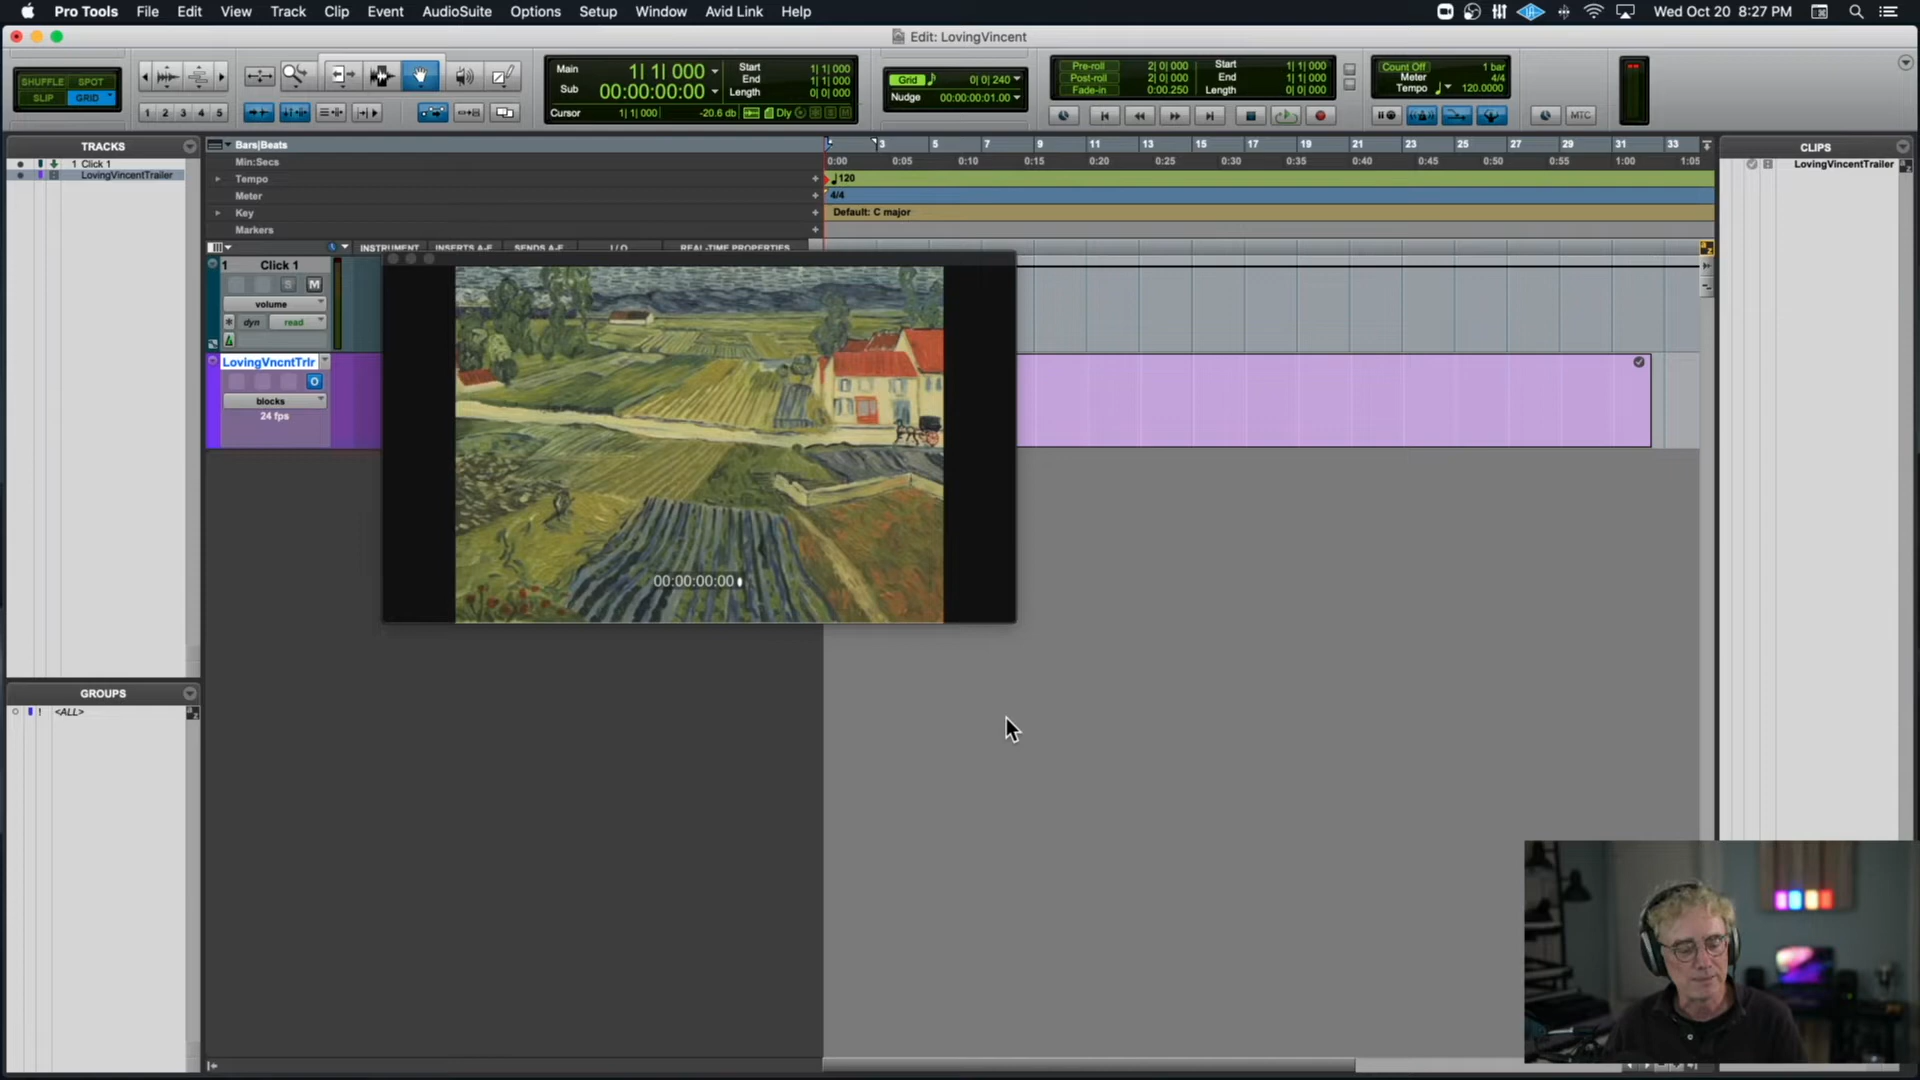 Pro Tools File Edit View Track Clip Event AudioSuite Options Setup Window Avid Link Help Wed Oct 20 8:27 PM
Edit: LovingVincent
SHUFFLE SPOT
SLIP GRID
1 2 3 4 5
Main 1| 1| 000
Sub 00:00:00:00
Start 1| 1| 000
End 1| 1| 000
Length 0| 0| 000
Cursor 1| 1| 000 -20.6 db Dly S M
Grid 0| 0| 240
Nudge 00:00:00:01.00
Pre-roll 2| 0| 000
Post-roll 2| 0| 000
Fade-in 0:00.250
Start 1| 1| 000
End 1| 1| 000
Length 0| 0| 000
Count Off 1 bar
Meter 4/4
Tempo 120.0000
MTC
TRACKS
1 Click 1
LovingVincentTrailer
Bars|Beats 3 5 7 9 11 13 15 17 19 21 23 25 27 29 31 33
Min:Secs 0:00 0:05 0:10 0:15 0:20 0:25 0:30 0:35 0:40 0:45 0:50 0:55 1:00 1:05
Tempo 120
Meter 4/4
Key Default: C major
Markers
INSTRUMENT INSERTS A-E SENDS A-E I/O REAL-TIME PROPERTIES
1 Click 1
S M
volume
dyn read
LovingVncntTrlr
O
blocks
24 fps
00:00:00:00
CLIPS
LovingVincentTrailer
GROUPS
! <ALL>